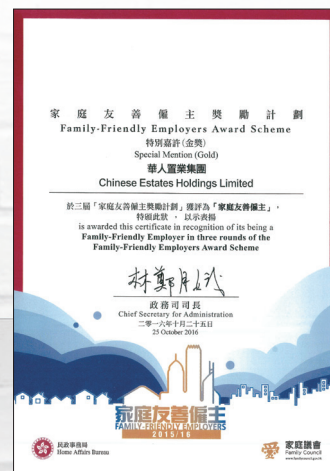 家庭友善僱主獎勵計劃
Family-Friendly Employers Award Scheme
特別嘉許（金獎）
Special Mention (Gold)
華人置業集團
Chinese Estates Holdings Limited
於三屆「家庭友善僱主獎勵計劃」獲評為「家庭友善僱主」，
特頒此狀，以示表揚
is awarded this certificate in recognition of its being a
Family-Friendly Employer in three rounds of the
Family-Friendly Employers Award Scheme
林鄭月娥
政務司司長
Chief Secretary for Administration
二零一六年十月二十五日
25 October 2016
家庭友善僱主
FAMILY-FRIENDLY EMPLOYERS
2015/16
民政事務局
Home Affairs Bureau
家庭議會
Family Council